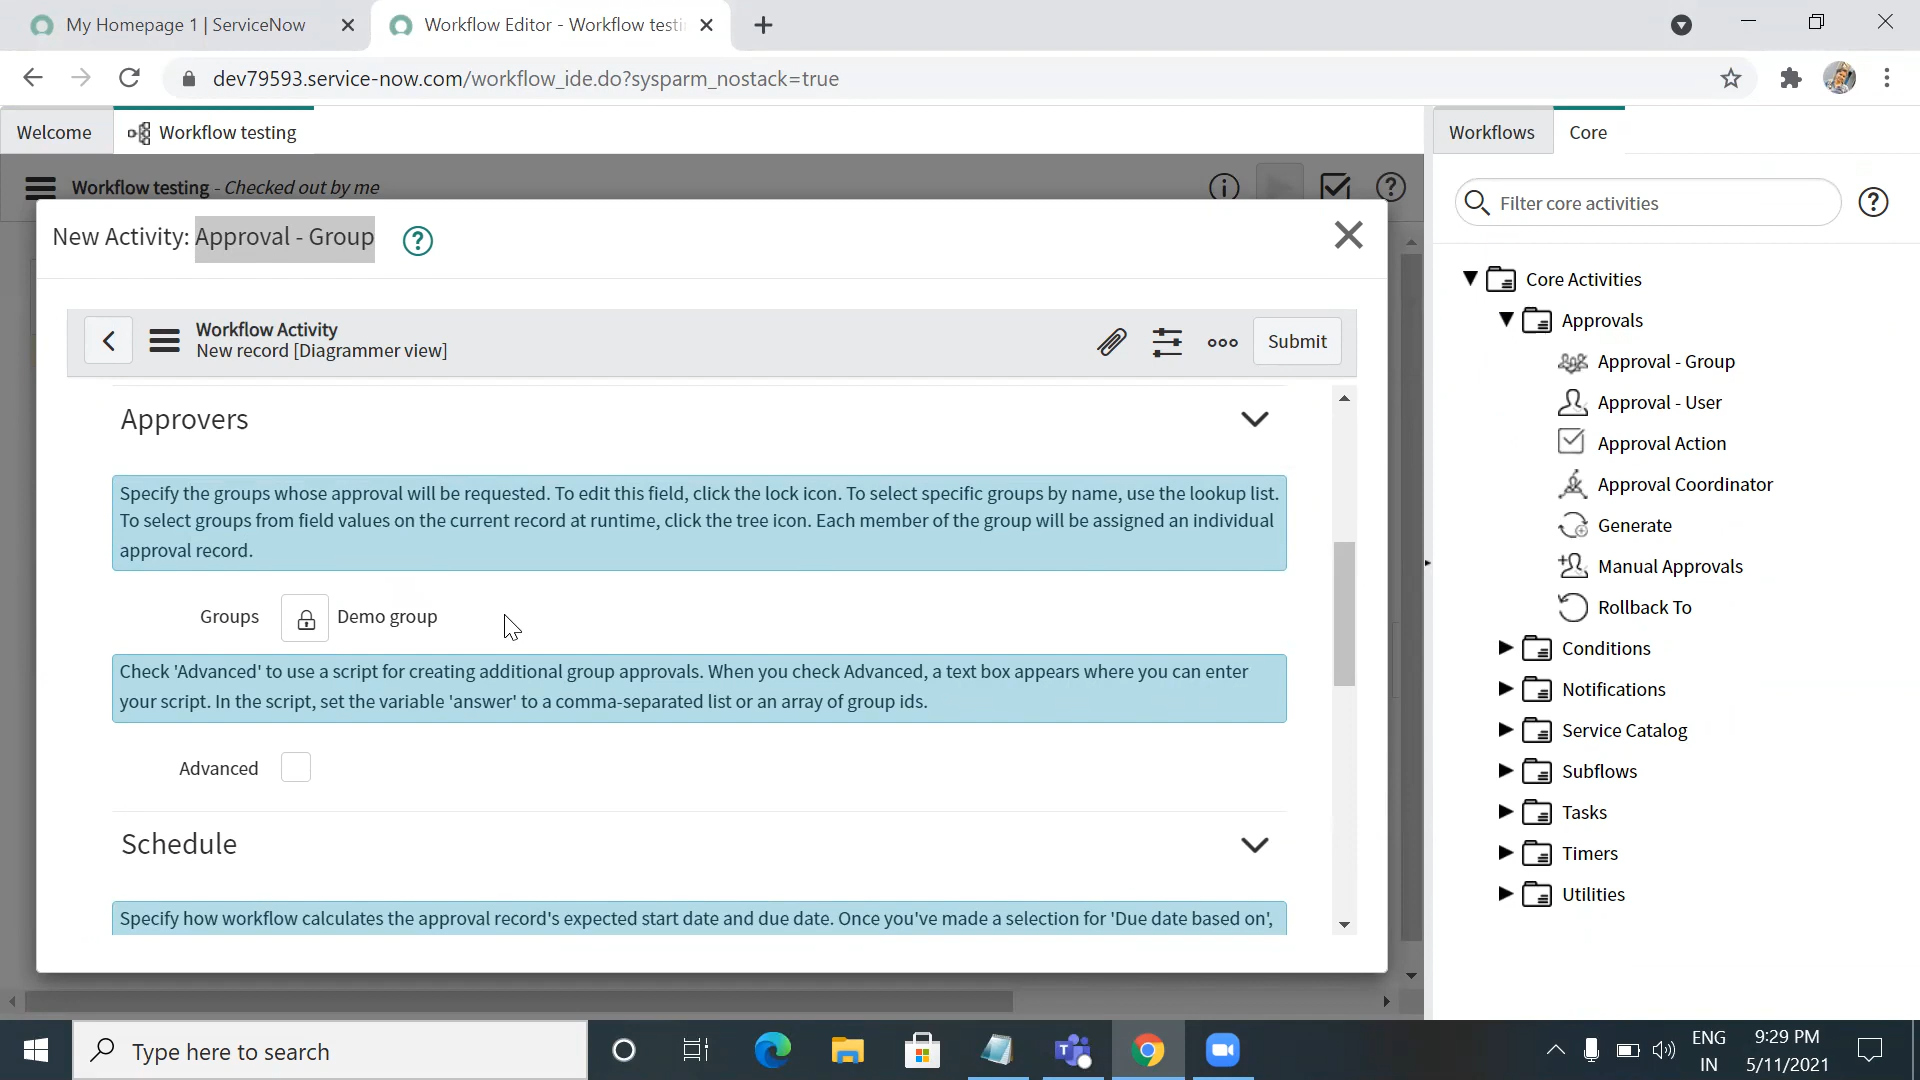 My Homepage 1 | ServiceNow
Workflow Editor - Workflow testi
dev79593.service-now.com/workflow_ide.do?sysparm_nostack=true
Welcome
Workflow testing
Workflows
Core
Workflow testing - Checked out by me
Filter core activities
New Activity: Approval - Group
Workflow Activity
New record [Diagrammer view]
Submit
Approvers
Specify the groups whose approval will be requested. To edit this field, click the lock icon. To select specific groups by name, use the lookup list.
To select groups from field values on the current record at runtime, click the tree icon. Each member of the group will be assigned an individual
approval record.
Groups
Demo group
Check 'Advanced' to use a script for creating additional group approvals. When you check Advanced, a text box appears where you can enter
your script. In the script, set the variable 'answer' to a comma-separated list or an array of group ids.
Advanced
Schedule
Specify how workflow calculates the approval record's expected start date and due date. Once you've made a selection for 'Due date based on',
Core Activities
Approvals
Approval - Group
Approval - User
Approval Action
Approval Coordinator
Generate
Manual Approvals
Rollback To
Conditions
Notifications
Service Catalog
Subflows
Tasks
Timers
Utilities
Type here to search
ENG
IN
9:29 PM
5/11/2021